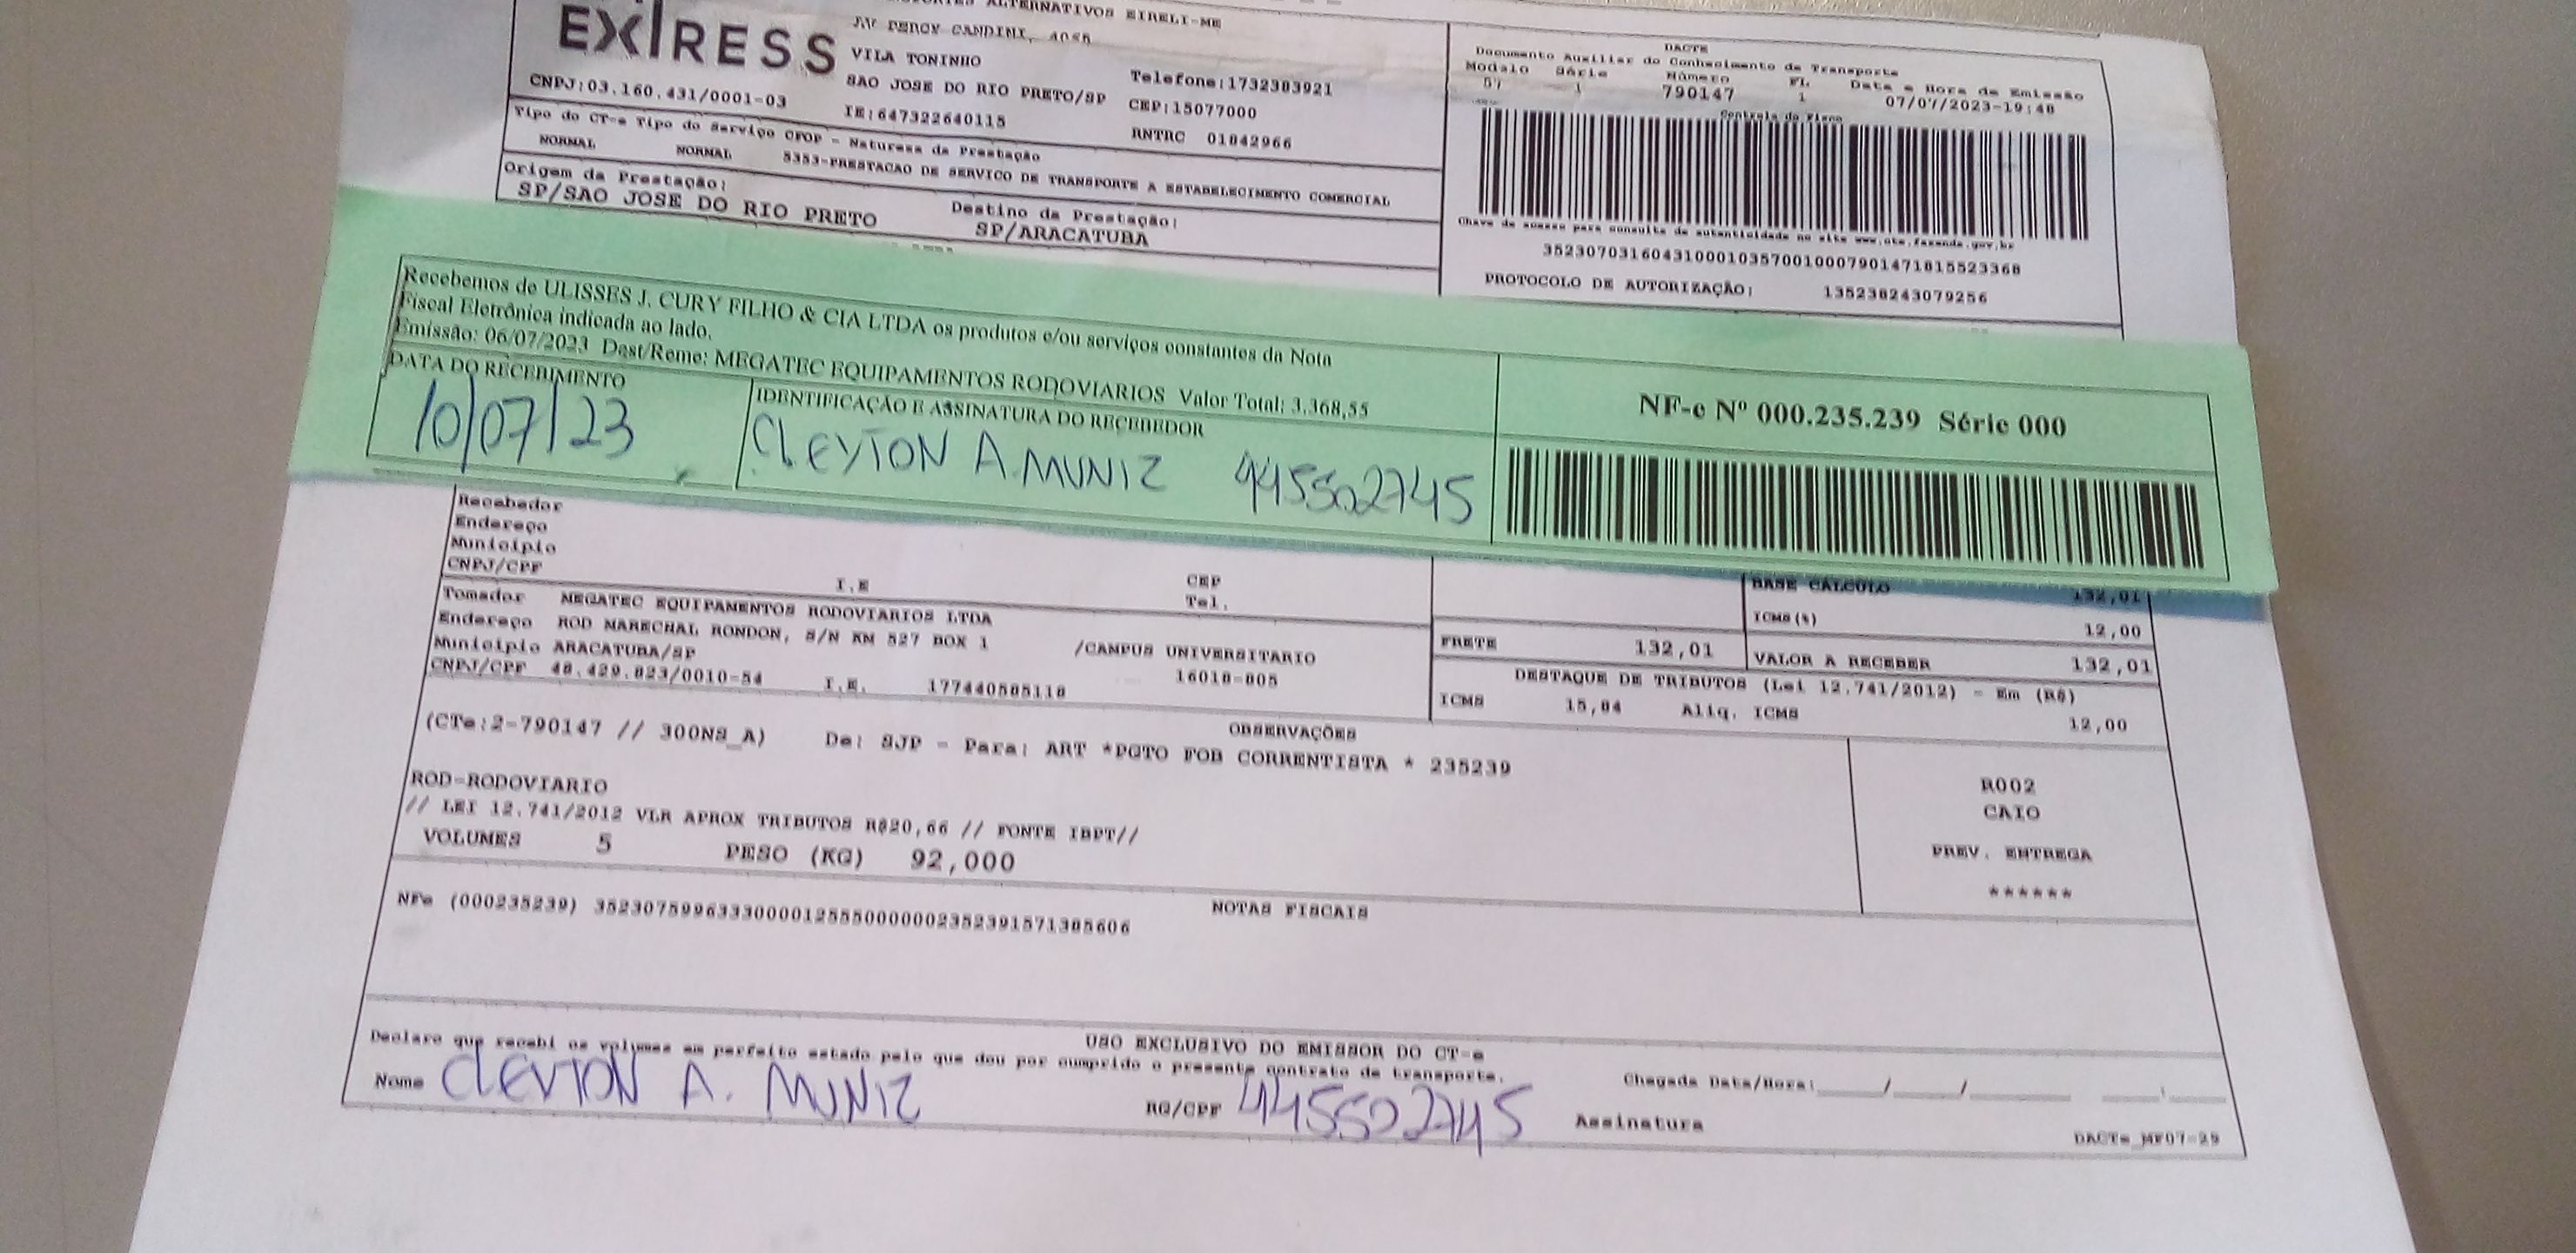 ALTERNATIVOS EIRELI-ME
EXPRESS
AV PERCY GANDINI, 4055
VILA TONINHO
SAO JOSE DO RIO PRETO/SP
Telefone:1732383921
CNPJ:03.160.431/0001-03
IE:647322640115
CEP:15077000
RNTRC 01842966
Tipo do CT-e Tipo do Serviço CFOP - Natureza da Prestação
NORMAL NORMAL 5353-PRESTACAO DE SERVICO DE TRANSPORTE A ESTABELECIMENTO COMERCIAL
Origem da Prestação: Destino da Prestação:
SP/SAO JOSE DO RIO PRETO SP/ARACATUBA
DACTE
Documento Auxiliar do Conhecimento de Transporte
Modelo Série Número FL Data e Hora de Emissão
57 1 790147 1 07/07/2023-19:48
Controle do Fisco
Chave de acesso para consulta de autenticidade no site www.cte.fazenda.gov.br
35230703160431000103570010007901471815523368
PROTOCOLO DE AUTORIZAÇÃO: 135238243079256
Recebemos de ULISSES J. CURY FILHO & CIA LTDA os produtos e/ou serviços constantes da Nota
Fiscal Eletrônica indicada ao lado.
Emissão: 06/07/2023 Dest/Reme: MEGATEC EQUIPAMENTOS RODOVIARIOS Valor Total: 3.368,55
DATA DO RECEBIMENTO
10/07/23
IDENTIFICAÇÃO E ASSINATURA DO RECEBEDOR
CLEYTON A. MUNIZ 445502745
NF-e Nº 000.235.239 Série 000
Recebedor
Endereço
Município
CNPJ/CPF I.E CEP
Tel.
Tomador MEGATEC EQUIPAMENTOS RODOVIARIOS LTDA
Endereço ROD MARECHAL RONDON, S/N KM 527 BOX 1 /CAMPUS UNIVERSITARIO
Município ARACATUBA/SP 16018-805
CNPJ/CPF 48.429.823/0010-54 I.E. 177440585118
BASE CALCULO 132,01
ICMS(%) 12,00
FRETE 132,01 VALOR A RECEBER 132,01
DESTAQUE DE TRIBUTOS (Lei 12.741/2012) - Em (R$)
ICMS 15,84 Aliq. ICMS 12,00
OBSERVAÇÕES
(CTe:2-790147 // 300NS_A) De: SJP - Para: ART *PGTO FOB CORRENTISTA * 235239
ROD-RODOVIARIO
// LEI 12.741/2012 VLR APROX TRIBUTOS R$20,66 // FONTE IBPT//
VOLUMES 5 PESO (KG) 92,000
R002
CAIO
PREV. ENTREGA
******
NOTAS FISCAIS
NFe (000235239) 35230759963330000125550000002352391571385606
USO EXCLUSIVO DO EMISSOR DO CT-e
Declaro que recebi os volumes em perfeito estado pelo que dou por cumprido o presente contrato de transporte.
Nome CLEYTON A. MUNIZ RG/CPF 445502745 Assinatura
Chegada Data/Hora:_____/_____/_______ ____:____
DACTe_MF07-29